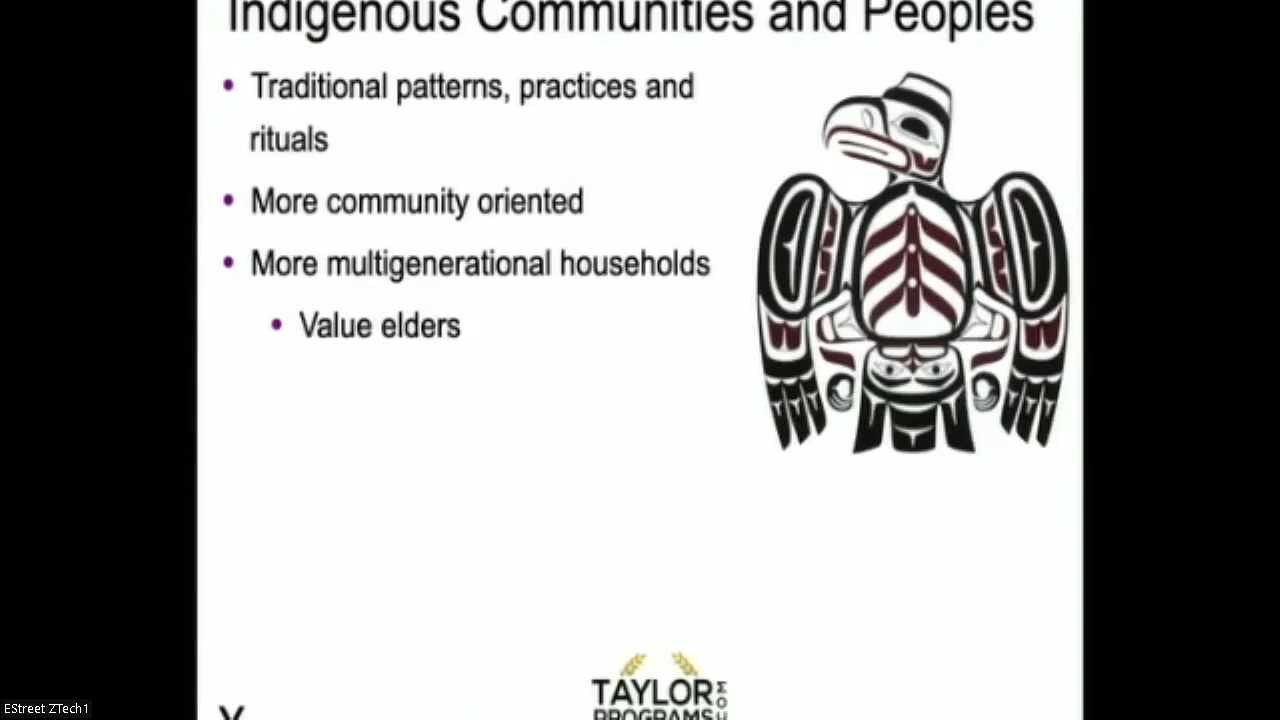 Indigenous Communities and Peoples
• Traditional patterns, practices and
rituals
• More community oriented
• More multigenerational households
• Value elders
TAYLOR
PROGRAMS
EStreet ZTech1